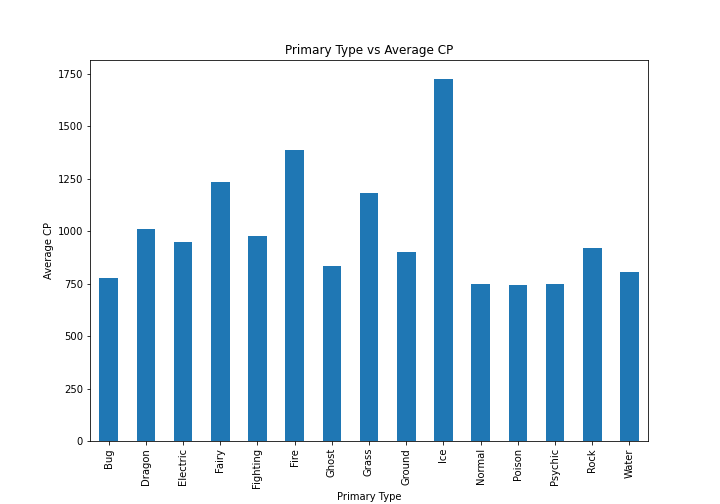 Primary Type vs Average CP
Average CP
1750
1500
1250
1000
750
500
250
0
Bug
Dragon
Electric
Fairy
Fighting
Fire
Ghost
Grass
Ground
Ice
Normal
Poison
Psychic
Rock
Water
Primary Type